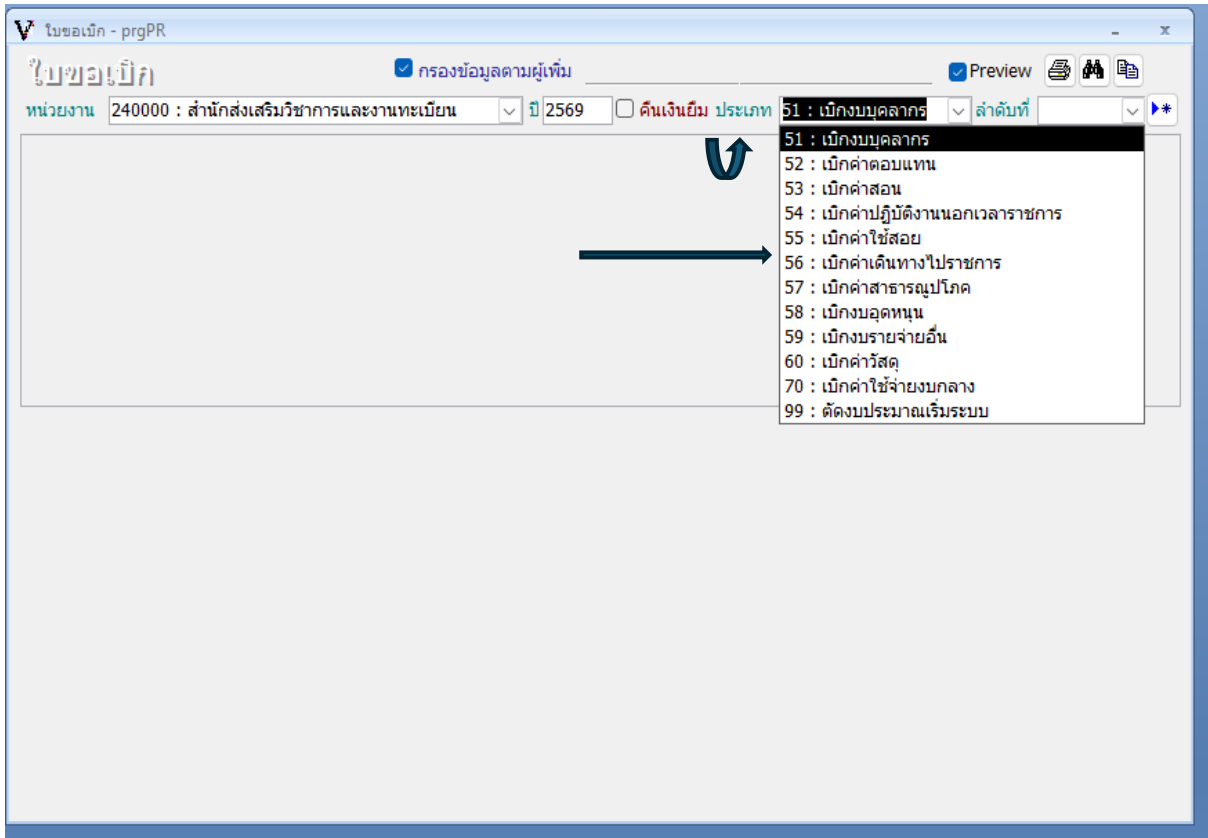 ใบขอเบิก - prgPR
ใบขอเบิก กรองข้อมูลตามผู้เพิ่ม Preview
หน่วยงาน 240000 : สำนักส่งเสริมวิชาการและงานทะเบียน ปี 2569 คืนเงินยืม ประเภท 51 : เบิกงบบุคลากร ลำดับที่
51 : เบิกงบบุคลากร
52 : เบิกค่าตอบแทน
53 : เบิกค่าสอน
54 : เบิกค่าปฏิบัติงานนอกเวลาราชการ
55 : เบิกค่าใช้สอย
56 : เบิกค่าเดินทางไปราชการ
57 : เบิกค่าสาธารณูปโภค
58 : เบิกงบอุดหนุน
59 : เบิกงบรายจ่ายอื่น
60 : เบิกค่าวัสดุ
70 : เบิกค่าใช้จ่ายงบกลาง
99 : ตัดงบประมาณเริ่มระบบ